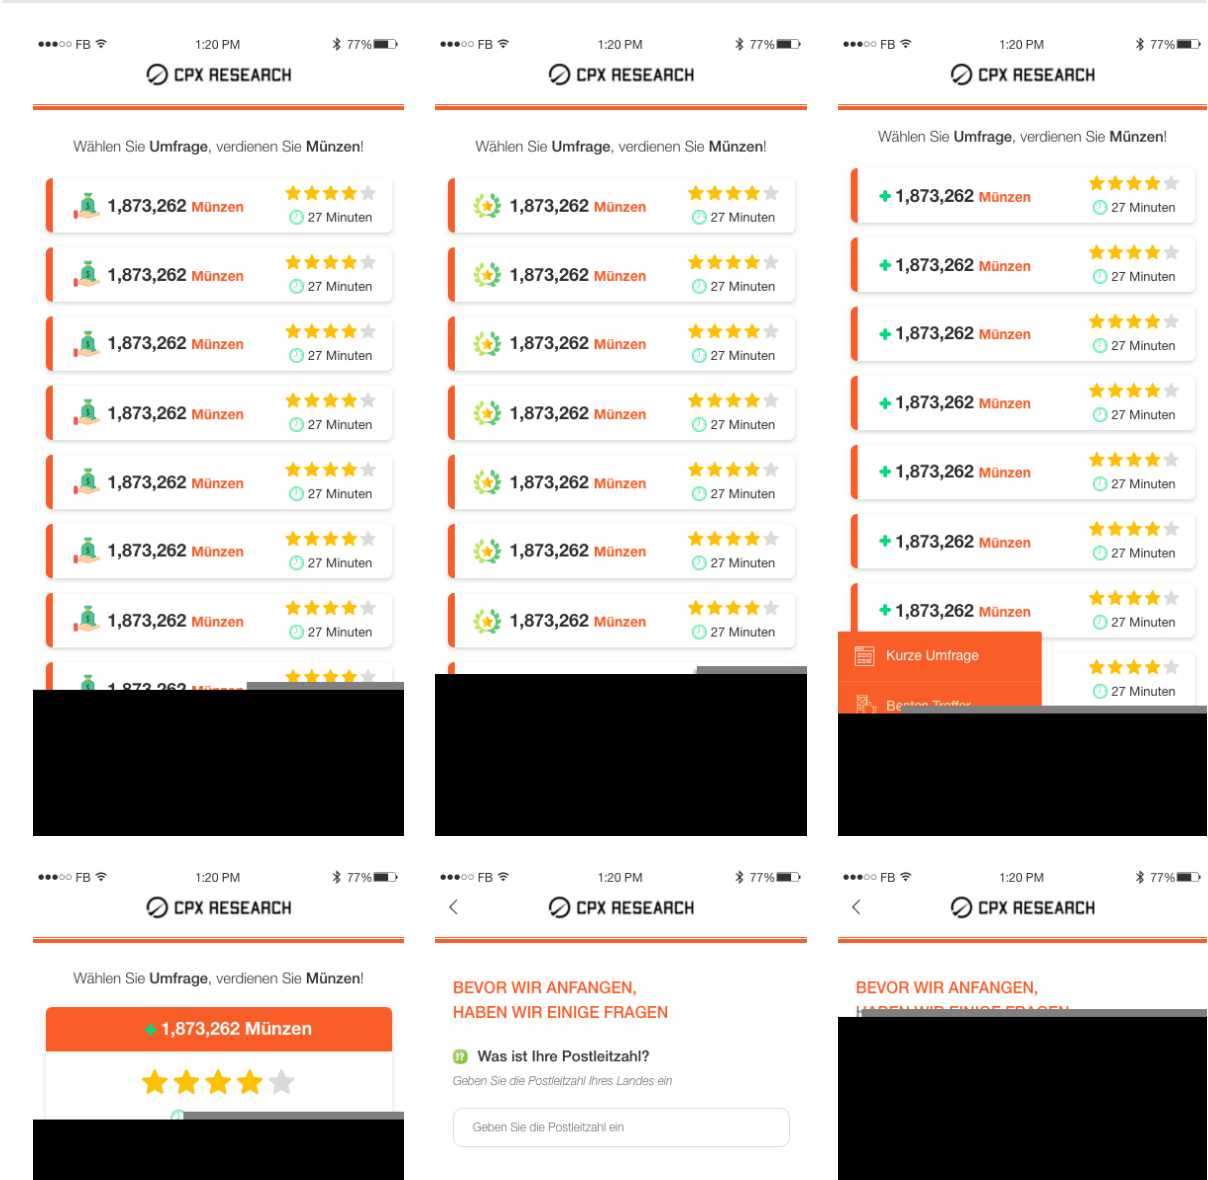 FB 1:20 PM 77%
CPX RESEARCH
Wählen Sie Umfrage, verdienen Sie Münzen!
1,873,262 Münzen
27 Minuten
1,873,262 Münzen
27 Minuten
1,873,262 Münzen
27 Minuten
1,873,262 Münzen
27 Minuten
1,873,262 Münzen
27 Minuten
1,873,262 Münzen
27 Minuten
1,873,262 Münzen
27 Minuten
1,873,262 Münzen
FB 1:20 PM 77%
CPX RESEARCH
Wählen Sie Umfrage, verdienen Sie Münzen!
1,873,262 Münzen
27 Minuten
1,873,262 Münzen
27 Minuten
1,873,262 Münzen
27 Minuten
1,873,262 Münzen
27 Minuten
1,873,262 Münzen
27 Minuten
1,873,262 Münzen
27 Minuten
1,873,262 Münzen
27 Minuten
FB 1:20 PM 77%
CPX RESEARCH
Wählen Sie Umfrage, verdienen Sie Münzen!
+ 1,873,262 Münzen
27 Minuten
+ 1,873,262 Münzen
27 Minuten
+ 1,873,262 Münzen
27 Minuten
+ 1,873,262 Münzen
27 Minuten
+ 1,873,262 Münzen
27 Minuten
+ 1,873,262 Münzen
27 Minuten
+ 1,873,262 Münzen
27 Minuten
Kurze Umfrage
27 Minuten
Bestes Treffer
FB 1:20 PM 77%
CPX RESEARCH
Wählen Sie Umfrage, verdienen Sie Münzen!
+ 1,873,262 Münzen
FB 1:20 PM 77%
< CPX RESEARCH
BEVOR WIR ANFANGEN,
HABEN WIR EINIGE FRAGEN
!? Was ist Ihre Postleitzahl?
Geben Sie die Postleitzahl Ihres Landes ein
Geben Sie die Postleitzahl ein
FB 1:20 PM 77%
< CPX RESEARCH
BEVOR WIR ANFANGEN,
HABEN WIR EINIGE FRAGEN